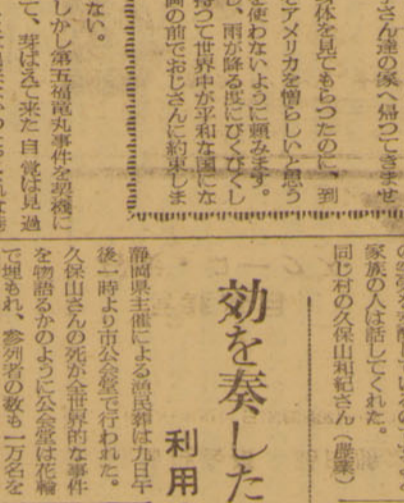 さん達の家へ帰つてきませ
身体を見てもらつたのに、到
アメリカを憎らしいと思う
を使わないように頼みます。
し、雨が降る度にびくびくし
持つて世界中が平和な国にな
の前でおじさんに約束しま
ない。
しかし第五福竜丸事件を契機に
て、芽ばえて来た自覚は見過
家族の人は話してくれた。
同じ村の久保山和紀さん(農業)
効を奏した
利用
静岡県主催による漁民葬は九日午
後一時より市公会堂で行われた。
久保山さんの死が全世界的な事件
を物語るかのように公会堂は花輪
で埋もれ、参列者の数も一万名を